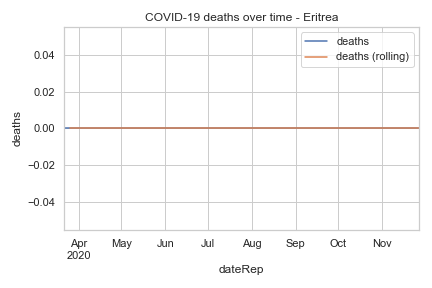 COVID-19 deaths over time - Eritrea
deaths
deaths (rolling)
0.04
0.02
0.00
−0.02
−0.04
deaths
Apr May Jun Jul Aug Sep Oct Nov
2020
dateRep